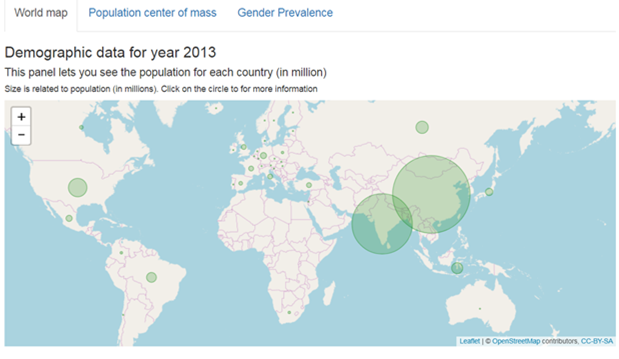 World map Population center of mass Gender Prevalence
Demographic data for year 2013
This panel lets you see the population for each country (in million)
Size is related to population (in millions). Click on the circle to for more information
+
−
Leaflet | © OpenStreetMap contributors, CC-BY-SA